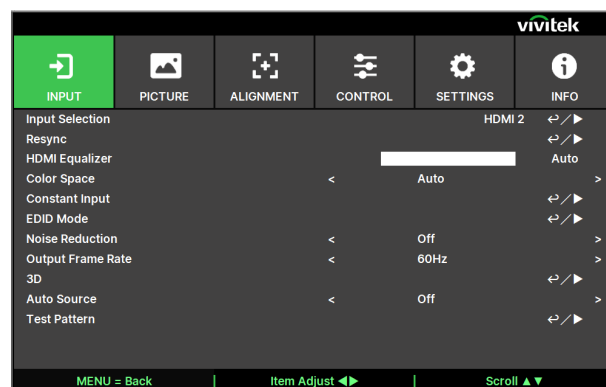 vivitek
INPUT PICTURE ALIGNMENT CONTROL SETTINGS INFO
Input Selection HDMI 2 ↩/▶
Resync ↩/▶
HDMI Equalizer Auto
Color Space < Auto >
Constant Input ↩/▶
EDID Mode ↩/▶
Noise Reduction < Off >
Output Frame Rate < 60Hz >
3D ↩/▶
Auto Source < Off >
Test Pattern ↩/▶
MENU = Back Item Adjust ◀▶ Scroll ▲▼